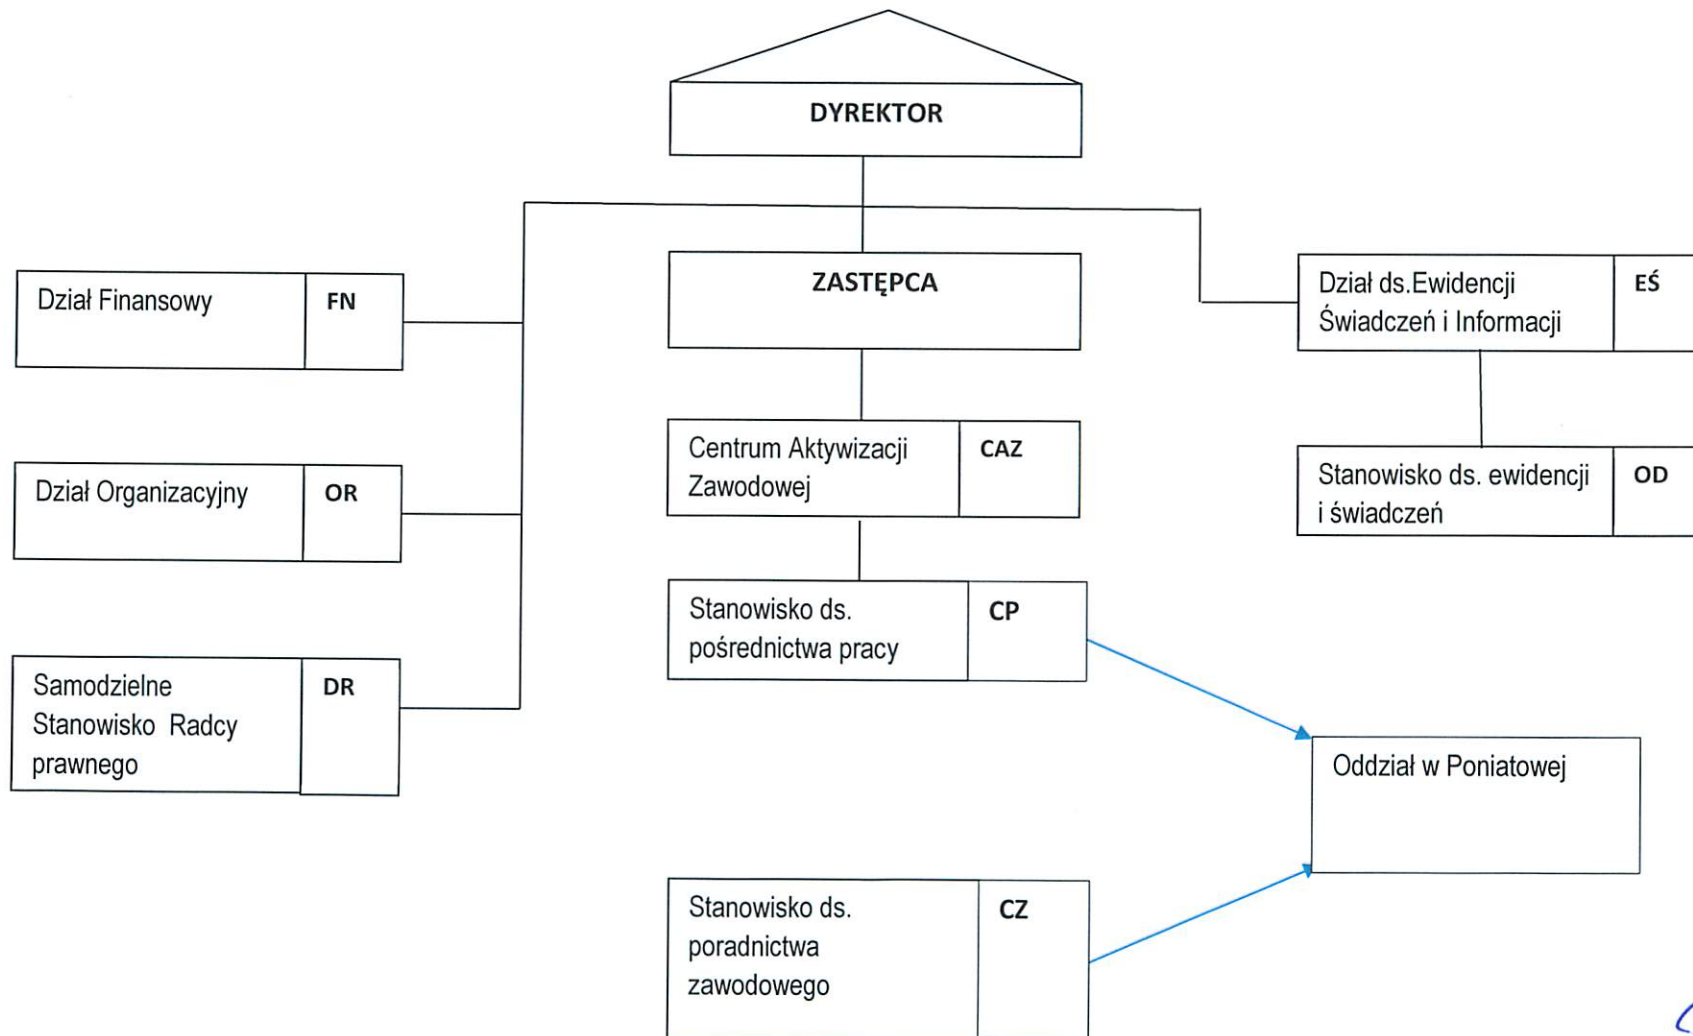 DYREKTOR
ZASTĘPCA
Dział Finansowy
FN
Dział Organizacyjny
OR
Samodzielne
Stanowisko Radcy
prawnego
DR
Centrum Aktywizacji
Zawodowej
CAZ
Stanowisko ds.
pośrednictwa pracy
CP
Stanowisko ds.
poradnictwa
zawodowego
CZ
Dział ds.Ewidencji
Świadczeń i Informacji
EŚ
Stanowisko ds. ewidencji
i świadczeń
OD
Oddział w Poniatowej